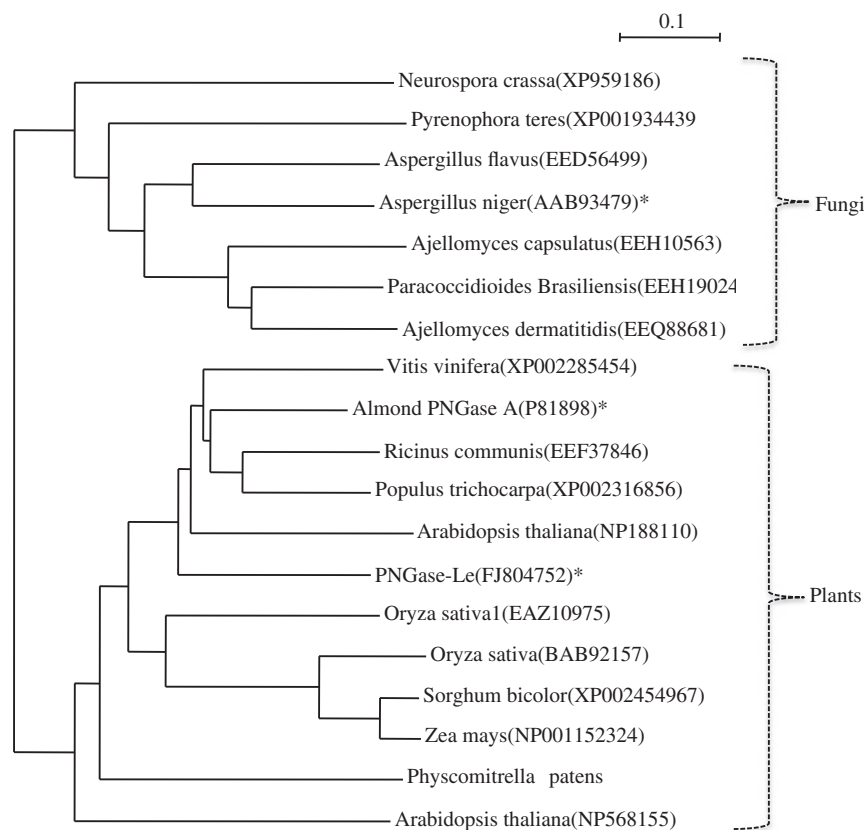 0.1
Neurospora crassa(XP959186)
Pyrenophora teres(XP001934439
Aspergillus flavus(EED56499)
Aspergillus niger(AAB93479)*
Fungi
Ajellomyces capsulatus(EEH10563)
Paracoccidioides Brasiliensis(EEH19024
Ajellomyces dermatitidis(EEQ88681)
Vitis vinifera(XP002285454)
Almond PNGase A(P81898)*
Ricinus communis(EEF37846)
Populus trichocarpa(XP002316856)
Arabidopsis thaliana(NP188110)
PNGase-Le(FJ804752)*
Plants
Oryza sativa1(EAZ10975)
Oryza sativa(BAB92157)
Sorghum bicolor(XP002454967)
Zea mays(NP001152324)
Physcomitrella patens
Arabidopsis thaliana(NP568155)